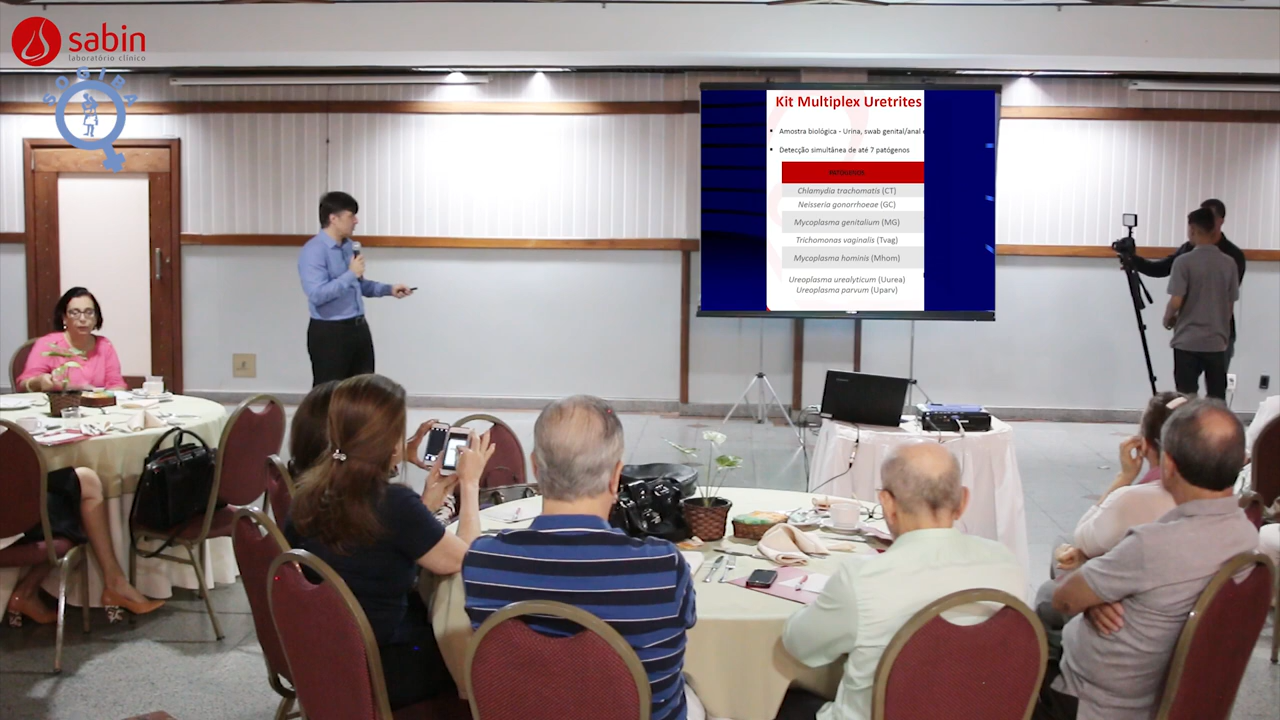 sabin
laboratório clínico
SOGIBA
Kit Multiplex Uretrites
• Amostra biológica - Urina, swab genital/anal e
• Detecção simultânea de até 7 patógenos
PATÓGENOS
Chlamydia trachomatis (CT)
Neisseria gonorrhoeae (GC)
Mycoplasma genitalium (MG)
Trichomonas vaginalis (Tvag)
Mycoplasma hominis (Mhom)
Ureoplasma urealyticum (Uurea)
Ureoplasma parvum (Uparv)